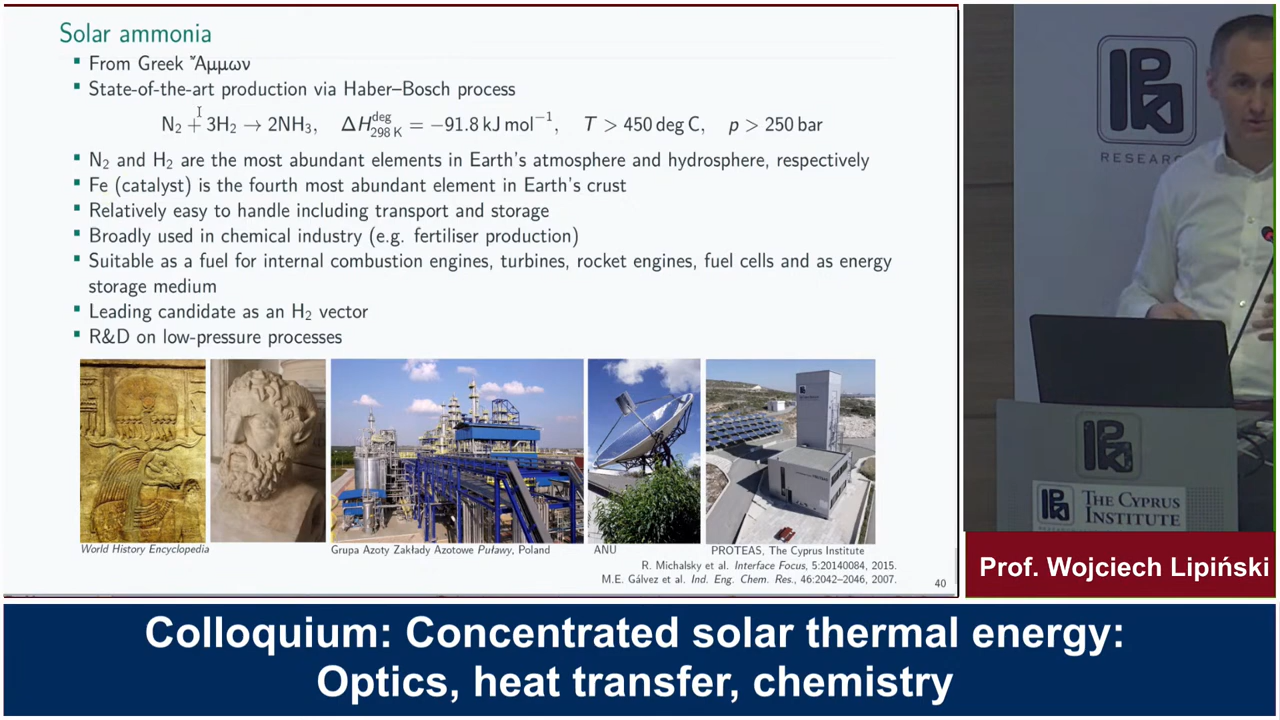 Solar ammonia
From Greek Ἄμμων
State-of-the-art production via Haber–Bosch process
N₂ + 3H₂ → 2NH₃, ΔH^deg_298 K = −91.8 kJ mol⁻¹, T > 450 deg C, p > 250 bar
N₂ and H₂ are the most abundant elements in Earth's atmosphere and hydrosphere, respectively
Fe (catalyst) is the fourth most abundant element in Earth's crust
Relatively easy to handle including transport and storage
Broadly used in chemical industry (e.g. fertiliser production)
Suitable as a fuel for internal combustion engines, turbines, rocket engines, fuel cells and as energy
storage medium
Leading candidate as an H₂ vector
R&D on low-pressure processes
World History Encyclopedia
Grupa Azoty Zakłady Azotowe Puławy, Poland
ANU
PROTEAS, The Cyprus Institute
R. Michalsky et al. Interface Focus, 5:20140084, 2015.
M.E. Gálvez et al. Ind. Eng. Chem. Res., 46:2042–2046, 2007.
40
THE CYPRUS
INSTITUTE
Prof. Wojciech Lipiński
Colloquium: Concentrated solar thermal energy:
Optics, heat transfer, chemistry